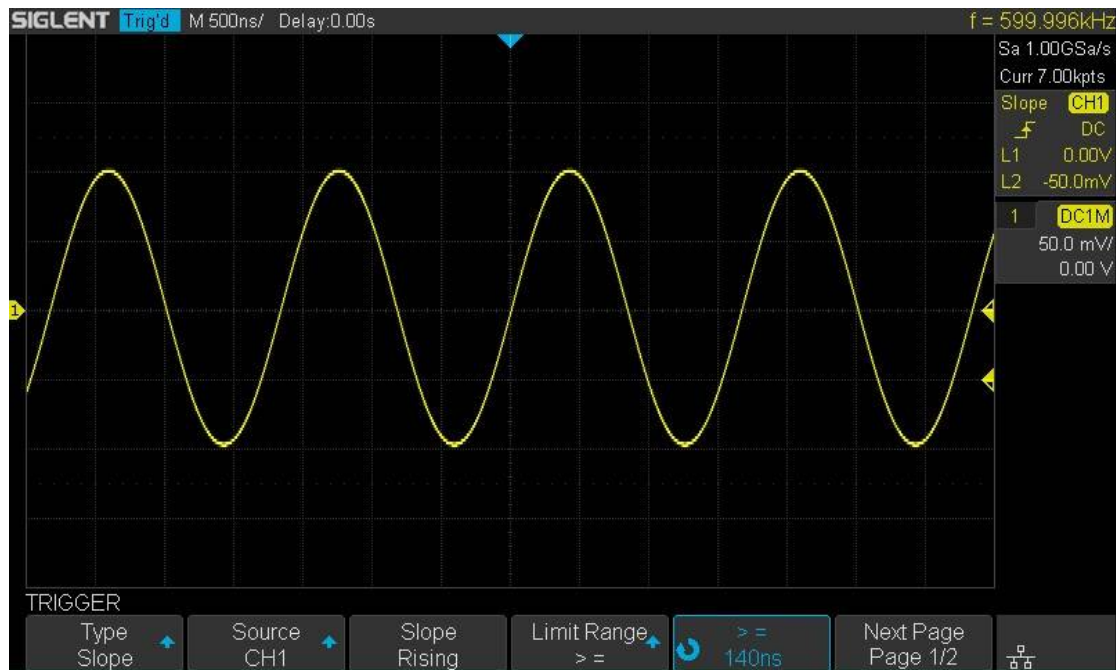 SIGLENT Trig'd M 500ns/ Delay:0.00s f = 599.996kHz
Sa 1.00GSa/s
Curr 7.00kpts
Slope CH1
DC
L1 0.00V
L2 -50.0mV
1 DC1M
50.0 mV/
0.00 V
1
TRIGGER
Type
Slope
Source
CH1
Slope
Rising
Limit Range
> =
> =
140ns
Next Page
Page 1/2